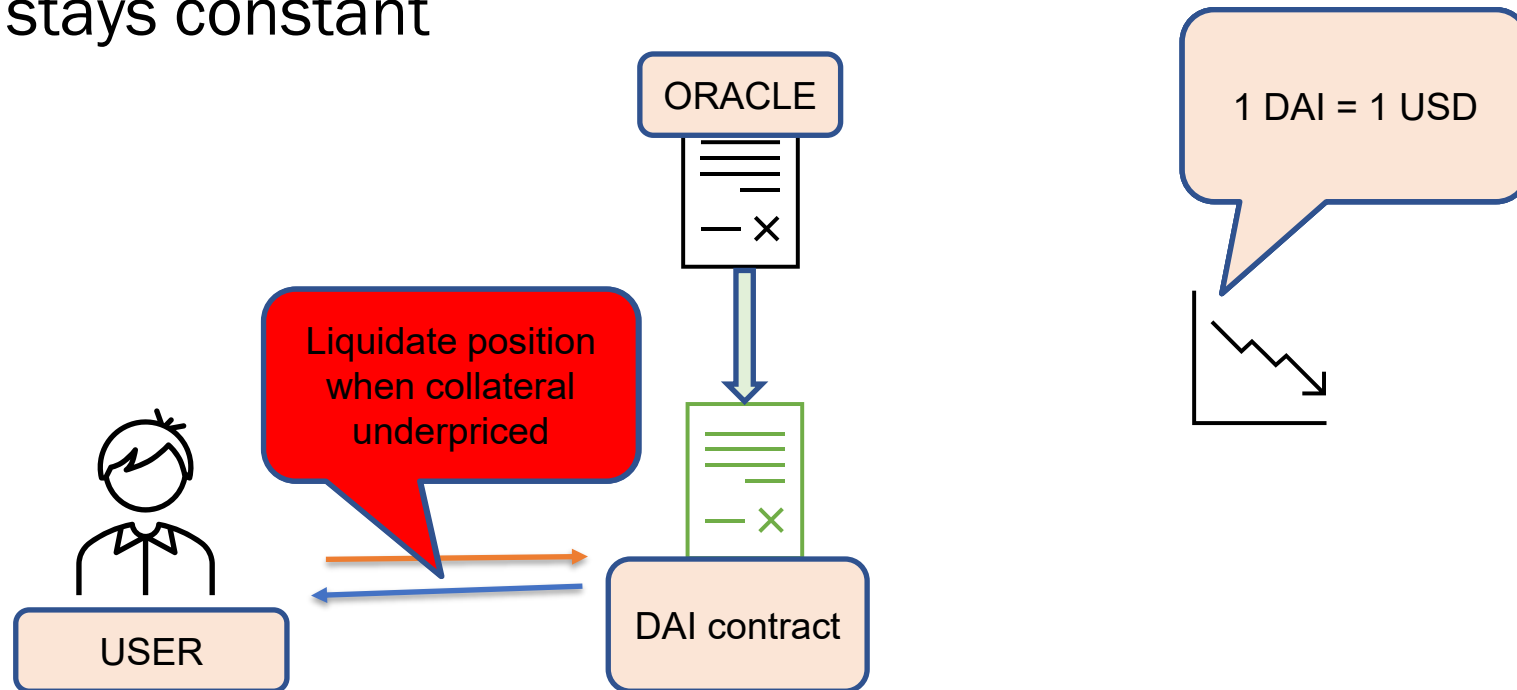 stays constant
ORACLE
1 DAI = 1 USD
Liquidate position
when collateral
underpriced
USER
DAI contract